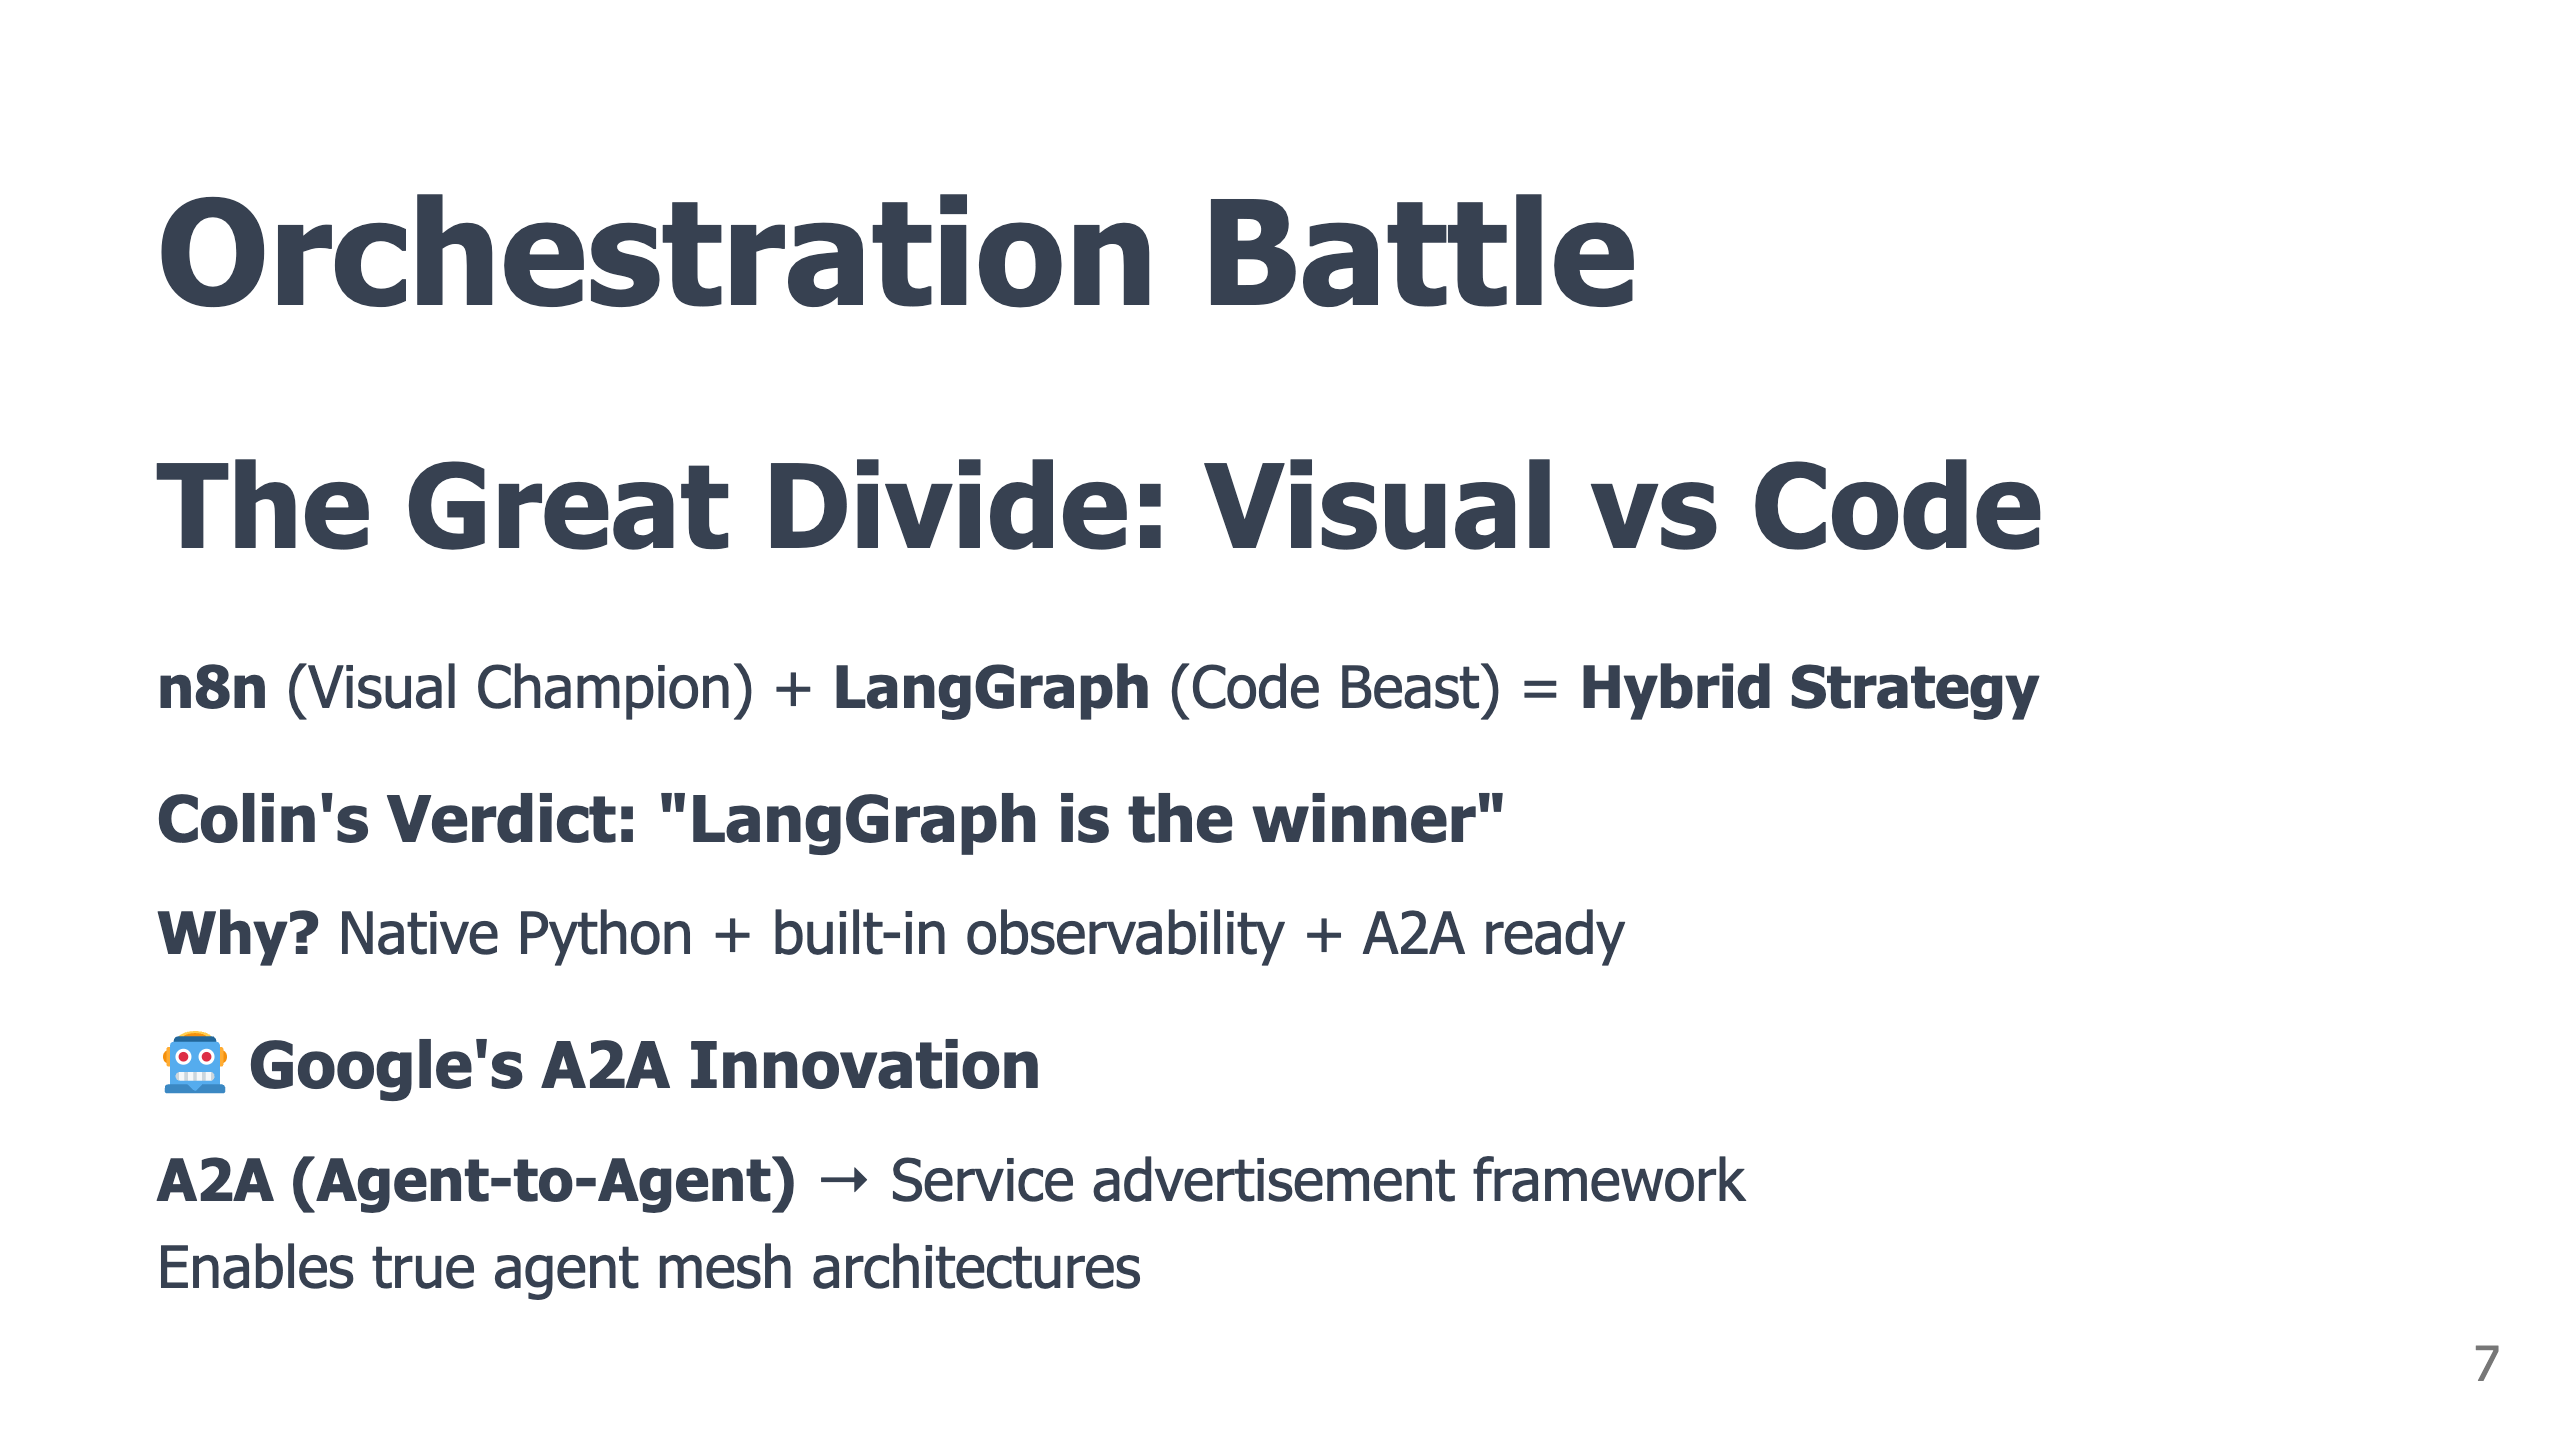 Orchestration Battle
The Great Divide: Visual vs Code
n8n (Visual Champion) + LangGraph (Code Beast) = Hybrid Strategy
Colin's Verdict: "LangGraph is the winner"
Why? Native Python + built-in observability + A2A ready
🤖 Google's A2A Innovation
A2A (Agent-to-Agent) → Service advertisement framework
Enables true agent mesh architectures
7